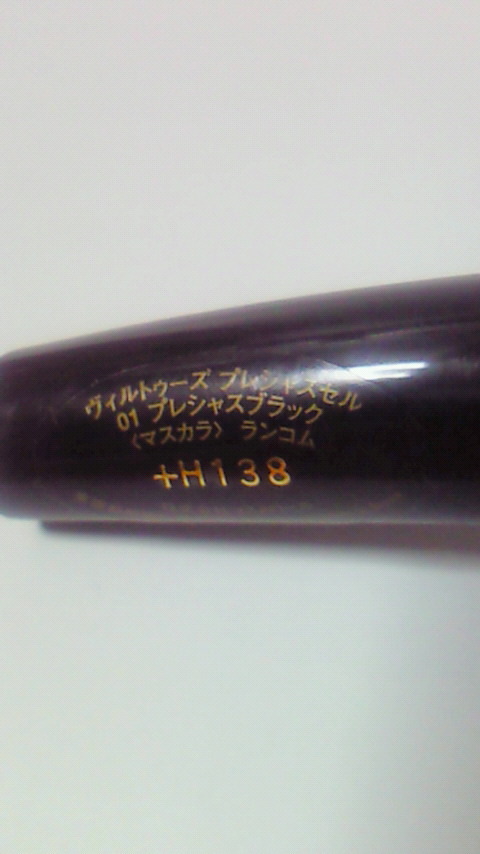 ヴィルトゥーズ プレシャスセル
01 プレシャスブラック
〈マスカラ〉 ランコム
+H138